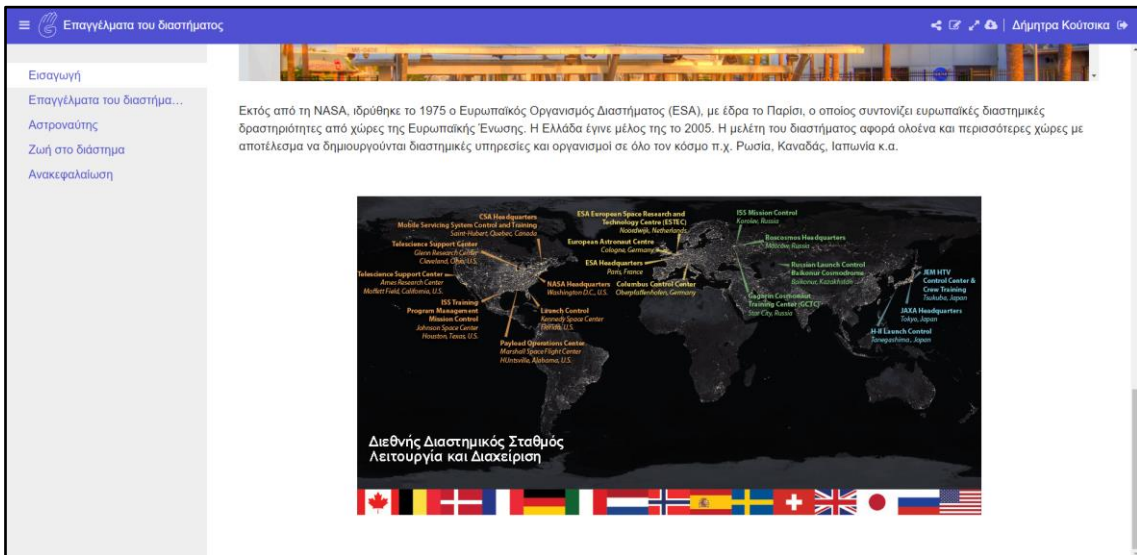 Επαγγέλματα του διαστήματος
Δήμητρα Κούτσικα
Εισαγωγή
Επαγγέλματα του διαστήμα...
Αστροναύτης
Ζωή στο διάστημα
Ανακεφαλαίωση
Εκτός από τη NASA, ιδρύθηκε το 1975 ο Ευρωπαϊκός Οργανισμός Διαστήματος (ESA), με έδρα το Παρίσι, ο οποίος συντονίζει ευρωπαϊκές διαστημικές
δραστηριότητες από χώρες της Ευρωπαϊκής Ένωσης. Η Ελλάδα έγινε μέλος της το 2005. Η μελέτη του διαστήματος αφορά ολοένα και περισσότερες χώρες με
αποτέλεσμα να δημιουργούνται διαστημικές υπηρεσίες και οργανισμοί σε όλο τον κόσμο π.χ. Ρωσία, Καναδάς, Ιαπωνία κ.α.
CSA Headquarters
Mobile Servicing System Control and Training
Saint-Hubert, Quebec, Canada
Telescience Support Center
Glenn Research Center
Cleveland, Ohio, U.S.
Telescience Support Center
Ames Research Center
Moffett Field, California, U.S.
ISS Training
Program Management
Mission Control
Johnson Space Center
Houston, Texas, U.S.
NASA Headquarters
Washington D.C., U.S.
Launch Control
Kennedy Space Center
Florida, U.S.
Payload Operations Center
Marshall Space Flight Center
HUntsville, Alabama, U.S.
ESA European Space Research and
Technology Centre (ESTEC)
Noordwijk, Netherlands
European Astronaut Centre
Cologne, Germany
ESA Headquarters
Paris, France
Columbus Control Center
Oberpfaffenhofen, Germany
ISS Mission Control
Korolev, Russia
Roscosmos Headquarters
Moscow, Russia
Russian Launch Control
Baikonur Cosmodrome
Baikonur, Kazakhstan
Gagarin Cosmonaut
Training Center (GCTC)
Star City, Russia
JEM HTV
Control Center &
Crew Training
Tsukuba, Japan
JAXA Headquarters
Tokyo, Japan
H-II Launch Control
Tanegashima, Japan
Διεθνής Διαστημικός Σταθμός
Λειτουργία και Διαχείριση